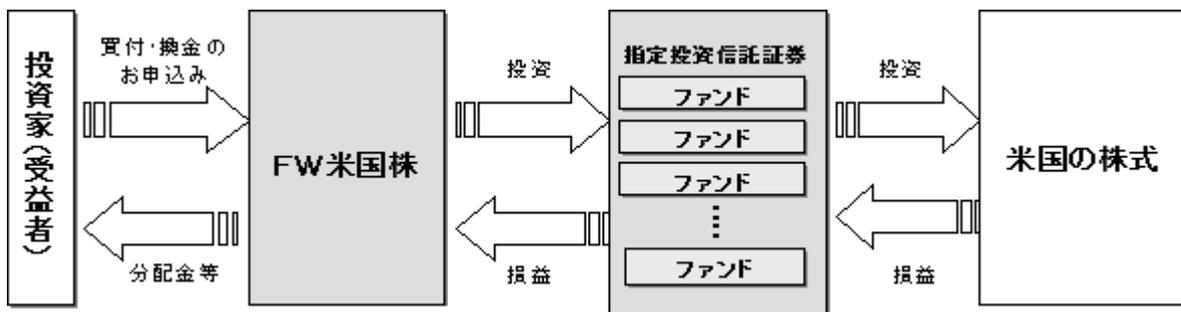 投資家(受益者)
買付・換金の
お申込み
分配金等
FW米国株
投資
損益
指定投資信託証券
ファンド
ファンド
ファンド
ファンド
投資
損益
米国の株式